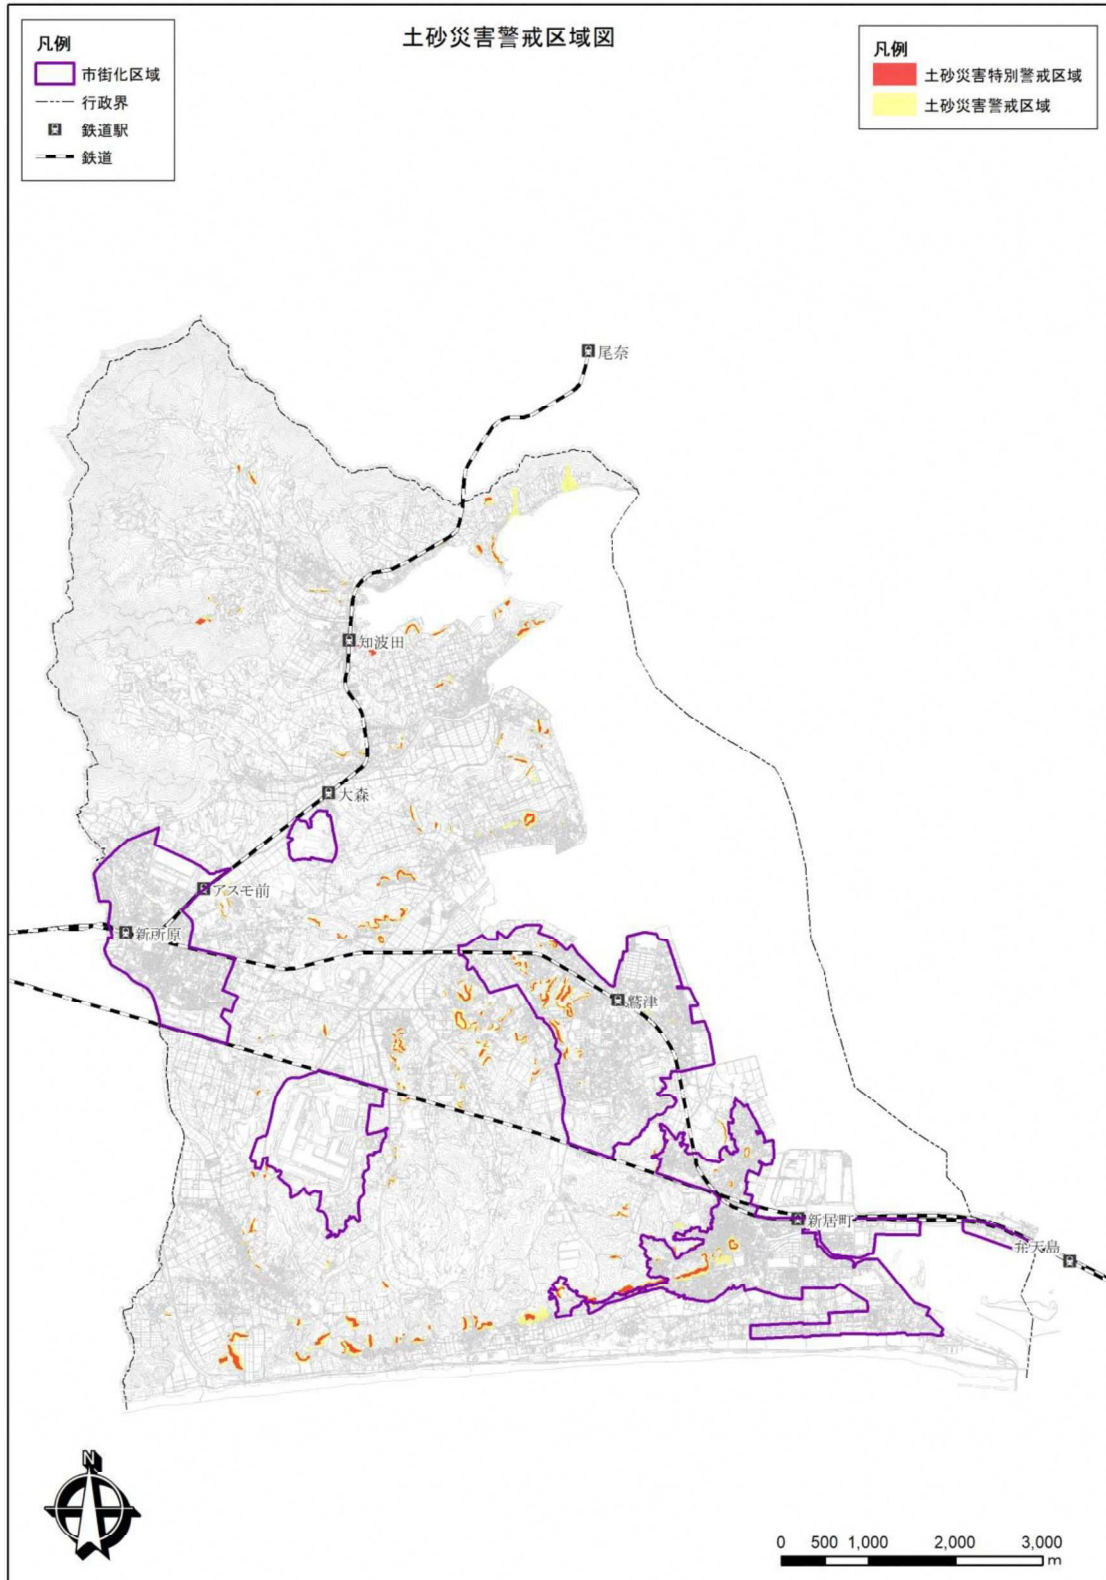 土砂災害警戒区域図
凡例
市街化区域
行政界
鉄道駅
鉄道
凡例
土砂災害特別警戒区域
土砂災害警戒区域
尾奈
知波田
大森
アスモ前
新所原
鷲津
新居町
弁天島
N
0 500 1,000 2,000 3,000
m